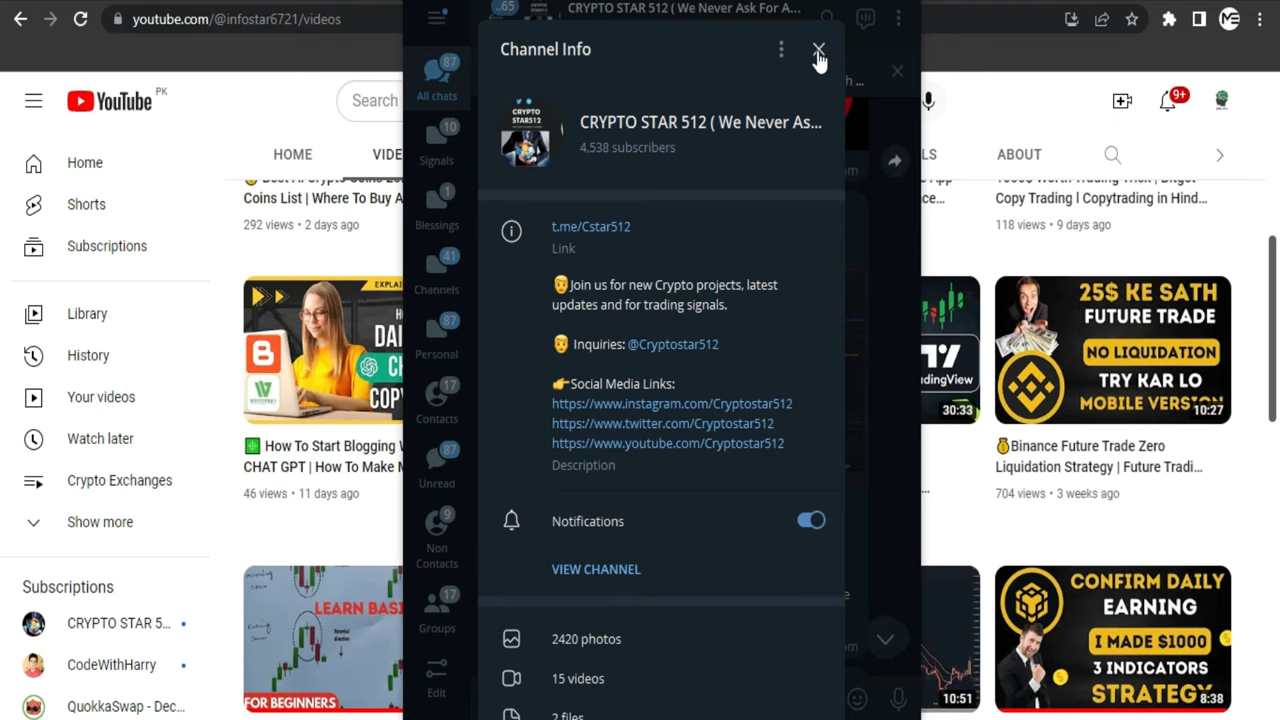 youtube.com/@infostar6721/videos
YouTube PK
Search
9+
Home
Shorts
Subscriptions
Library
History
Your videos
Watch later
Crypto Exchanges
Show more
Subscriptions
CRYPTO STAR 5...
CodeWithHarry
QuokkaSwap - Dec...
HOME
VIDE
ABOUT
Coins List | Where To Buy A
292 views • 2 days ago
EXPLAI
DAI
CH
COPY
How To Start Blogging
CHAT GPT | How To Make M
46 views • 11 days ago
LEARN BASI
FOR BEGINNERS
..65
CRYPTO STAR 512 ( We Never Ask For A...
87
All chats
10
Signals
1
Blessings
41
Channels
87
Personal
17
Contacts
87
Unread
9
Non
Contacts
17
Groups
Edit
Channel Info
CRYPTO
STAR512
CRYPTO STAR 512 ( We Never As...
4,538 subscribers
t.me/Cstar512
Link
Join us for new Crypto projects, latest
updates and for trading signals.
Inquiries: @Cryptostar512
Social Media Links:
https://www.instagram.com/Cryptostar512
https://www.twitter.com/Cryptostar512
https://www.youtube.com/Cryptostar512
Description
Notifications
VIEW CHANNEL
2420 photos
15 videos
2 files
LS
Copy Trading | Copytrading in Hind...
118 views • 9 days ago
dingView
30:33
25$ KE SATH
FUTURE TRADE
NO LIQUIDATION
TRY KAR LO
MOBILE VERSION
10:27
Binance Future Trade Zero
Liquidation Strategy | Future Tradi...
704 views • 3 weeks ago
10:51
CONFIRM DAILY
EARNING
I MADE $1000
3 INDICATORS
STRATEGY
8:38